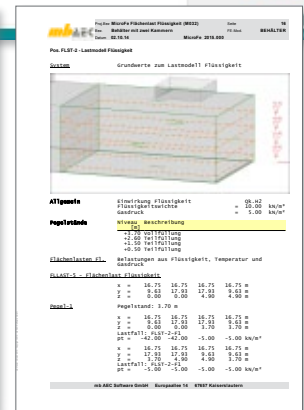 mbAEC
Proj.Bez MicroFe Flächenlast Flüssigkeit (M032) Seite 16
Pos. Behälter mit zwei Kammern FE-Mod. BEHÄLTER
Datum 02.10.14 MicroFe 2015.000
Pos. FLST-2 - Lastmodell Flüssigkeit
System Grundwerte zum Lastmodell Flüssigkeit
Allgemein Einwirkung Flüssigkeit Qk.H2
Flüssigkeitswichte = 10.00 kN/m³
Gasdruck = 5.00 kN/m²
Pegelstände Niveau Beschreibung
[m]
+3.70 Vollfüllung
+2.60 Teilfüllung
+1.50 Teilfüllung
+0.50 Teilfüllung
Flächenlasten Fl. Belastungen aus Flüssigkeit, Temperatur und
Gasdruck
FLLAST-5 - Flächenlast Flüssigkeit
x = 16.75 16.75 16.75 16.75 m
y = 9.63 17.93 17.93 9.63 m
z = 0.00 0.00 4.90 4.90 m
Pegel-1 Pegelstand: 3.70 m
x = 16.75 16.75 16.75 16.75 m
y = 9.63 17.93 17.93 9.63 m
z = 0.00 0.00 3.70 3.70 m
Lastfall: FLST-2-F1
pt = -42.00 -42.00 -5.00 -5.00 kN/m²
x = 16.75 16.75 16.75 16.75 m
y = 17.93 17.93 9.63 9.63 m
z = 3.70 4.90 4.90 3.70 m
Lastfall: FLST-2-F1
pt = -5.00 -5.00 -5.00 -5.00 kN/m²
mb AEC Software GmbH Europaallee 14 67657 Kaiserslautern